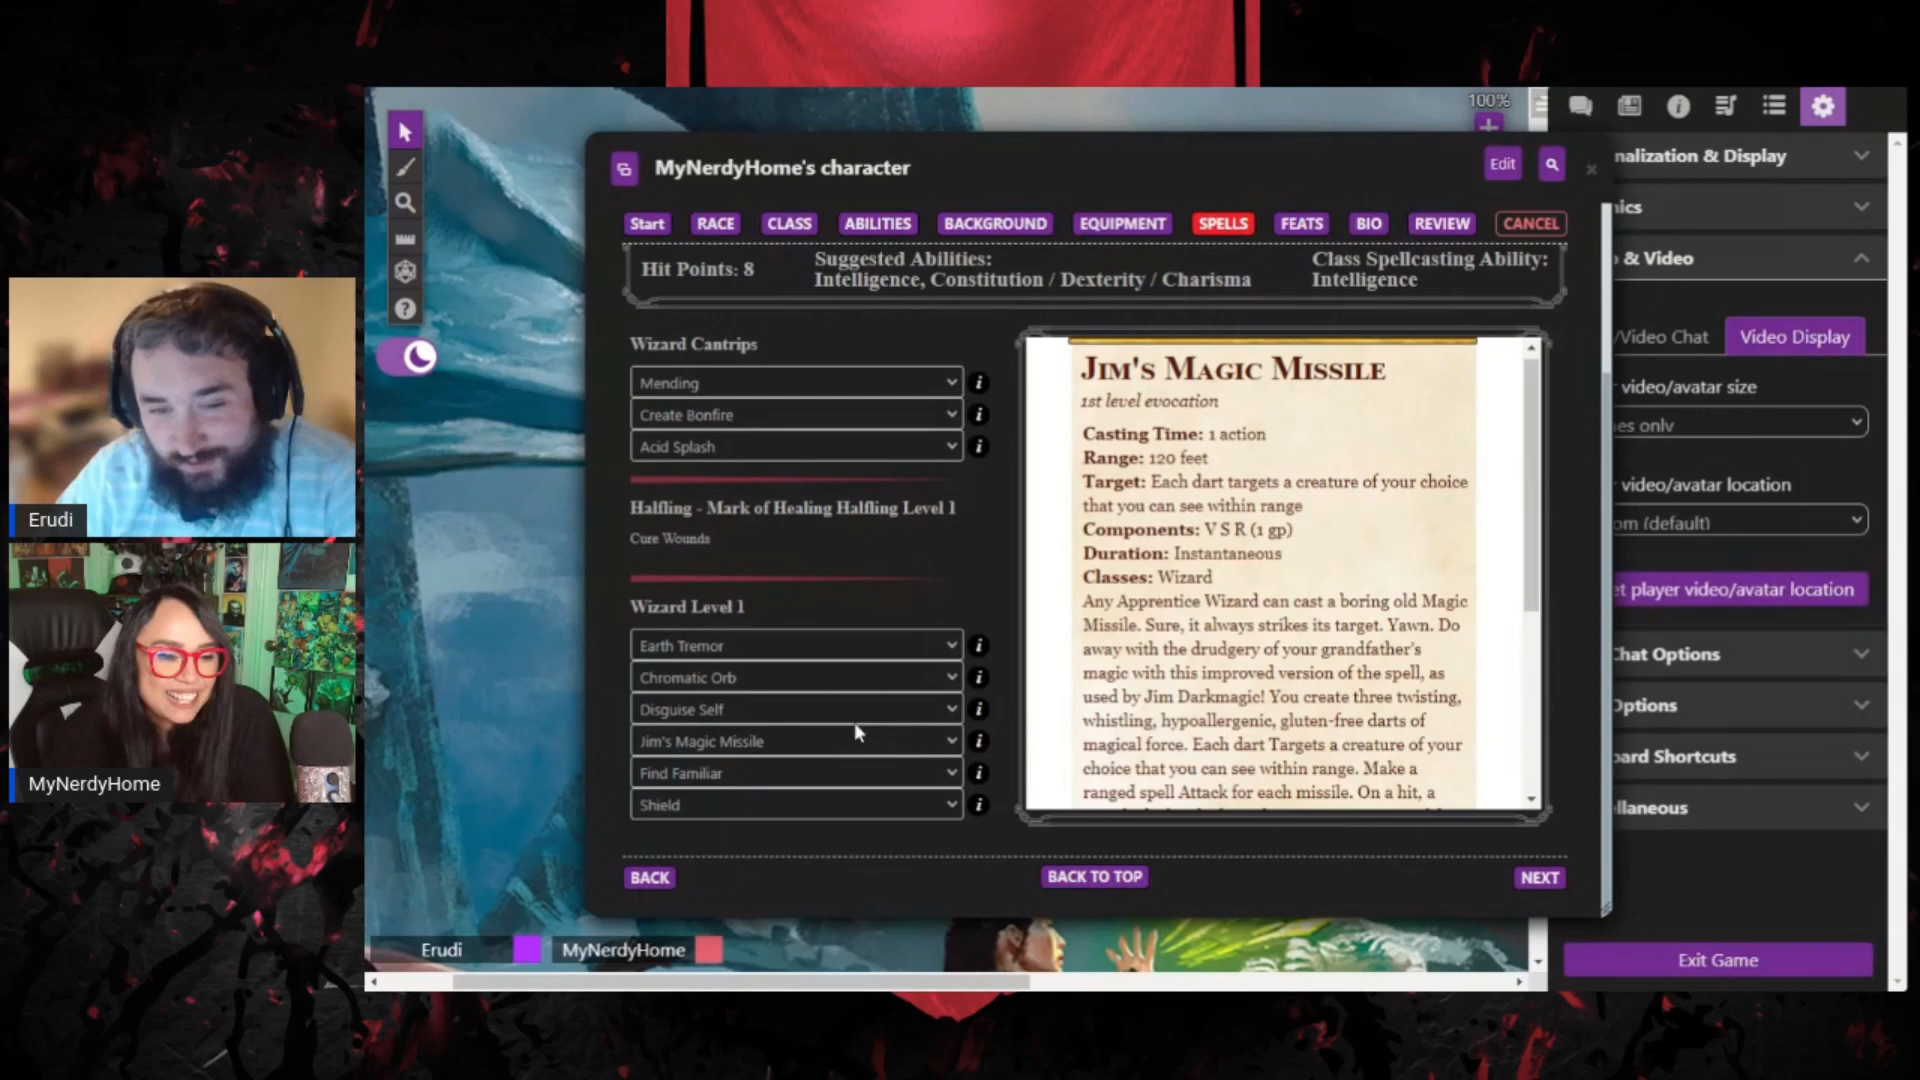 100%
MyNerdyHome's character
Edit
Start
RACE
CLASS
ABILITIES
BACKGROUND
EQUIPMENT
SPELLS
FEATS
BIO
REVIEW
CANCEL
Hit Points: 8
Suggested Abilities:
Intelligence, Constitution / Dexterity / Charisma
Class Spellcasting Ability:
Intelligence
Wizard Cantrips
Mending
Create Bonfire
Acid Splash
Halfling - Mark of Healing Halfling Level 1
Cure Wounds
Wizard Level 1
Earth Tremor
Chromatic Orb
Disguise Self
Jim's Magic Missile
Find Familiar
Shield
JIM'S MAGIC MISSILE
1st level evocation
Casting Time: 1 action
Range: 120 feet
Target: Each dart targets a creature of your choice
that you can see within range
Components: V S R (1 gp)
Duration: Instantaneous
Classes: Wizard
Any Apprentice Wizard can cast a boring old Magic
Missile. Sure, it always strikes its target. Yawn. Do
away with the drudgery of your grandfather's
magic with this improved version of the spell, as
used by Jim Darkmagic! You create three twisting,
whistling, hypoallergenic, gluten-free darts of
magical force. Each dart Targets a creature of your
choice that you can see within range. Make a
ranged spell Attack for each missile. On a hit, a
BACK
BACK TO TOP
NEXT
nalization & Display
ics
& Video
/Video Chat
Video Display
video/avatar size
es only
video/avatar location
om (default)
t player video/avatar location
Chat Options
Options
oard Shortcuts
ellaneous
Exit Game
Erudi
MyNerdyHome
Erudi
MyNerdyHome